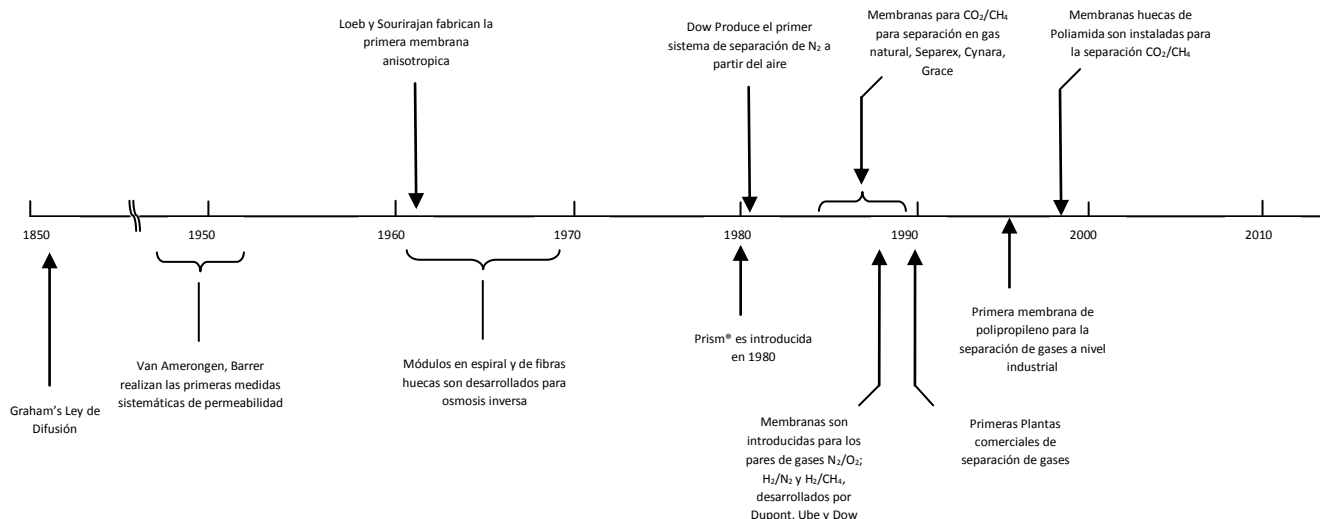 Loeb y Sourirajan fabrican la
primera membrana
anisotropica
Dow Produce el primer
sistema de separación de N₂ a
partir del aire
Membranas para CO₂/CH₄
para separación en gas
natural, Separex, Cynara,
Grace
Membranas huecas de
Poliamida son instaladas para
la separación CO₂/CH₄
1850
1950
1960
1970
1980
1990
2000
2010
Graham's Ley de
Difusión
Van Amerongen, Barrer
realizan las primeras medidas
sistemáticas de permeabilidad
Módulos en espiral y de fibras
huecas son desarrollados para
osmosis inversa
Prism® es introducida
en 1980
Membranas son
introducidas para los
pares de gases N₂/O₂;
H₂/N₂ y H₂/CH₄,
desarrollados por
Dupont, Ube y Dow
Primeras Plantas
comerciales de
separación de gases
Primera membrana de
polipropileno para la
separación de gases a nivel
industrial